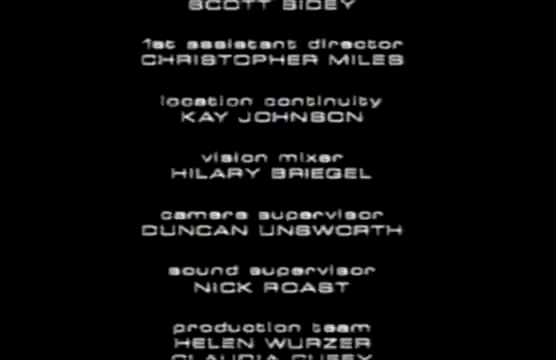 SCOTT SIDEY
1st assistant director
CHRISTOPHER MILES
location continuity
KAY JOHNSON
vision mixer
HILARY BRIEGEL
camera supervisor
DUNCAN UNSWORTH
sound supervisor
NICK ROAST
production team
HELEN WURZER
CLAUDIA